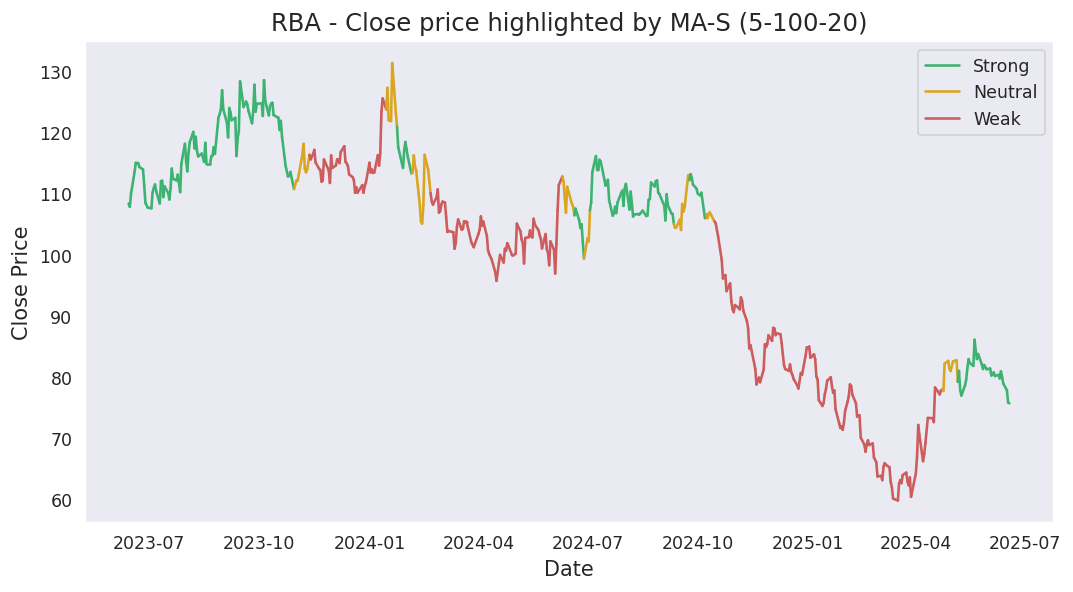 RBA - Close price highlighted by MA-S (5-100-20)
Strong
Neutral
Weak
Close Price
130
120
110
100
90
80
70
60
2023-07 2023-10 2024-01 2024-04 2024-07 2024-10 2025-01 2025-04 2025-07
Date